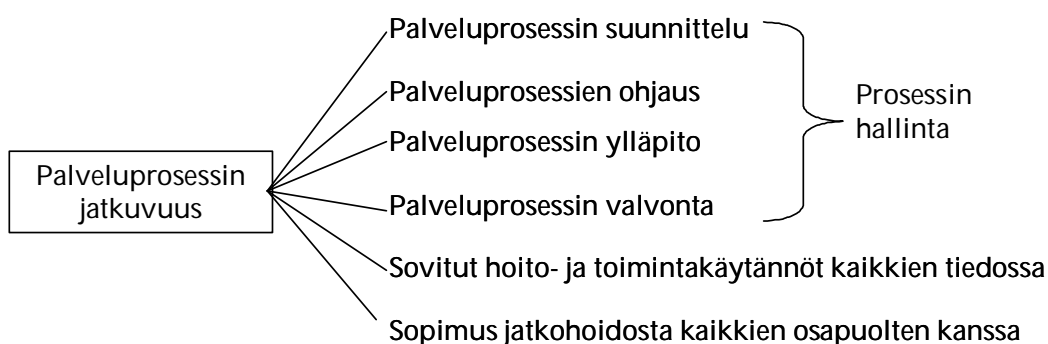 Palveluprosessin suunnittelu
Palveluprosessien ohjaus
Palveluprosessin ylläpito
Palveluprosessin valvonta
Prosessin
hallinta
Palveluprosessin
jatkuvuus
Sovitut hoito- ja toimintakäytännöt kaikkien tiedossa
Sopimus jatkohoidosta kaikkien osapuolten kanssa